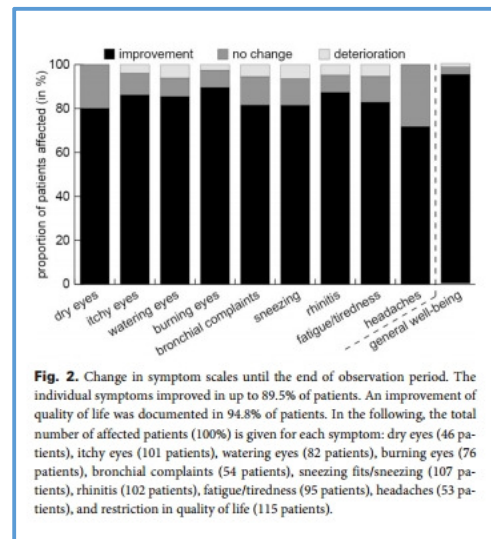 improvement no change deterioration
proportion of patients affected (in %)
100
80
60
40
20
0
dry eyes
itchy eyes
watering eyes
burning eyes
bronchial complaints
sneezing
rhinitis
fatigue/tiredness
headaches
general well-being
Fig. 2. Change in symptom scales until the end of observation period. The
individual symptoms improved in up to 89.5% of patients. An improvement of
quality of life was documented in 94.8% of patients. In the following, the total
number of affected patients (100%) is given for each symptom: dry eyes (46 pa-
tients), itchy eyes (101 patients), watering eyes (82 patients), burning eyes (76
patients), bronchial complaints (54 patients), sneezing fits/sneezing (107 pa-
tients), rhinitis (102 patients), fatigue/tiredness (95 patients), headaches (53 pa-
tients), and restriction in quality of life (115 patients).